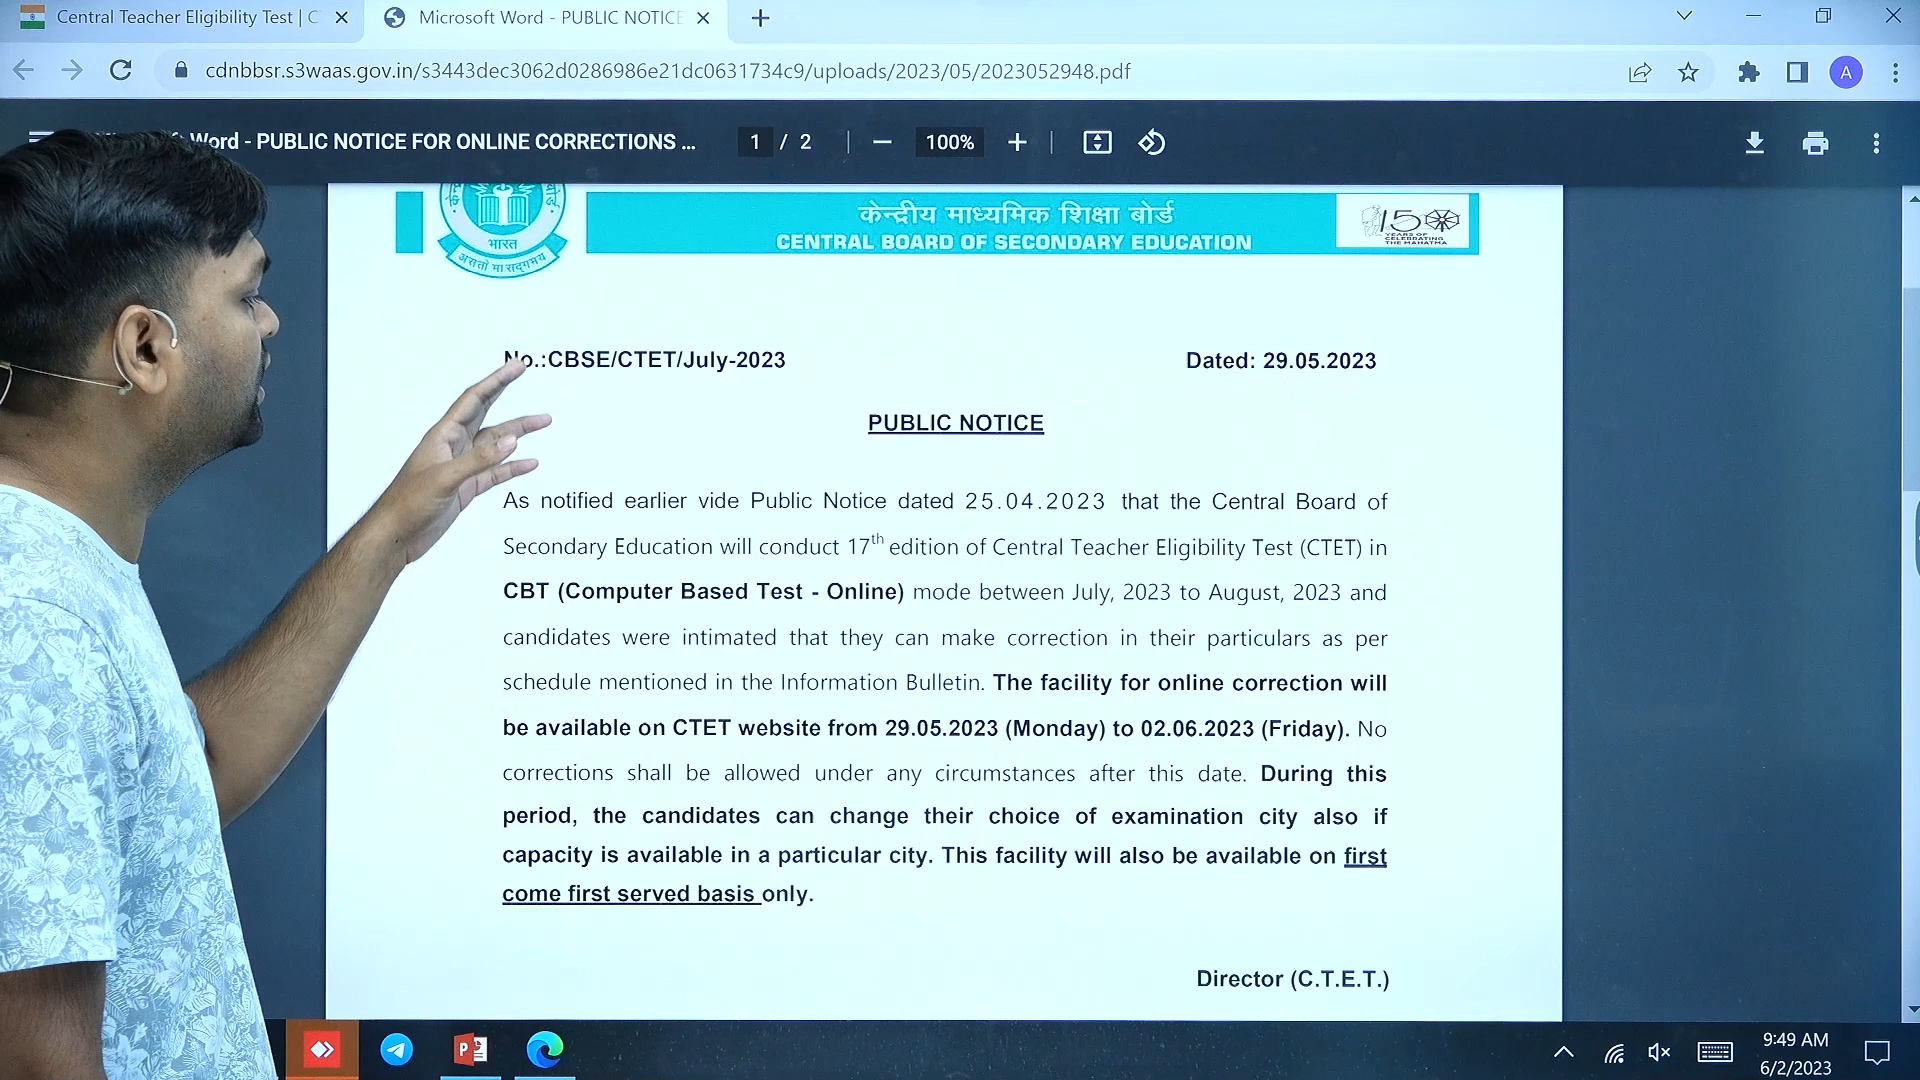 Central Teacher Eligibility Test | C
Microsoft Word - PUBLIC NOTICE
cdnbbsr.s3waas.gov.in/s3443dec3062d0286986e21dc0631734c9/uploads/2023/05/2023052948.pdf
A
Word - PUBLIC NOTICE FOR ONLINE CORRECTIONS ...
1 / 2
100%
केन्द्रीय माध्यमिक शिक्षा बोर्ड
CENTRAL BOARD OF SECONDARY EDUCATION
150
YEARS OF
CELEBRATING
THE MAHATMA
भारत
असतो मा सद्गमय
No.:CBSE/CTET/July-2023
Dated: 29.05.2023
PUBLIC NOTICE
As notified earlier vide Public Notice dated 25.04.2023 that the Central Board of
Secondary Education will conduct 17th edition of Central Teacher Eligibility Test (CTET) in
CBT (Computer Based Test - Online) mode between July, 2023 to August, 2023 and
candidates were intimated that they can make correction in their particulars as per
schedule mentioned in the Information Bulletin. The facility for online correction will
be available on CTET website from 29.05.2023 (Monday) to 02.06.2023 (Friday). No
corrections shall be allowed under any circumstances after this date. During this
period, the candidates can change their choice of examination city also if
capacity is available in a particular city. This facility will also be available on first
come first served basis only.
Director (C.T.E.T.)
9:49 AM
6/2/2023